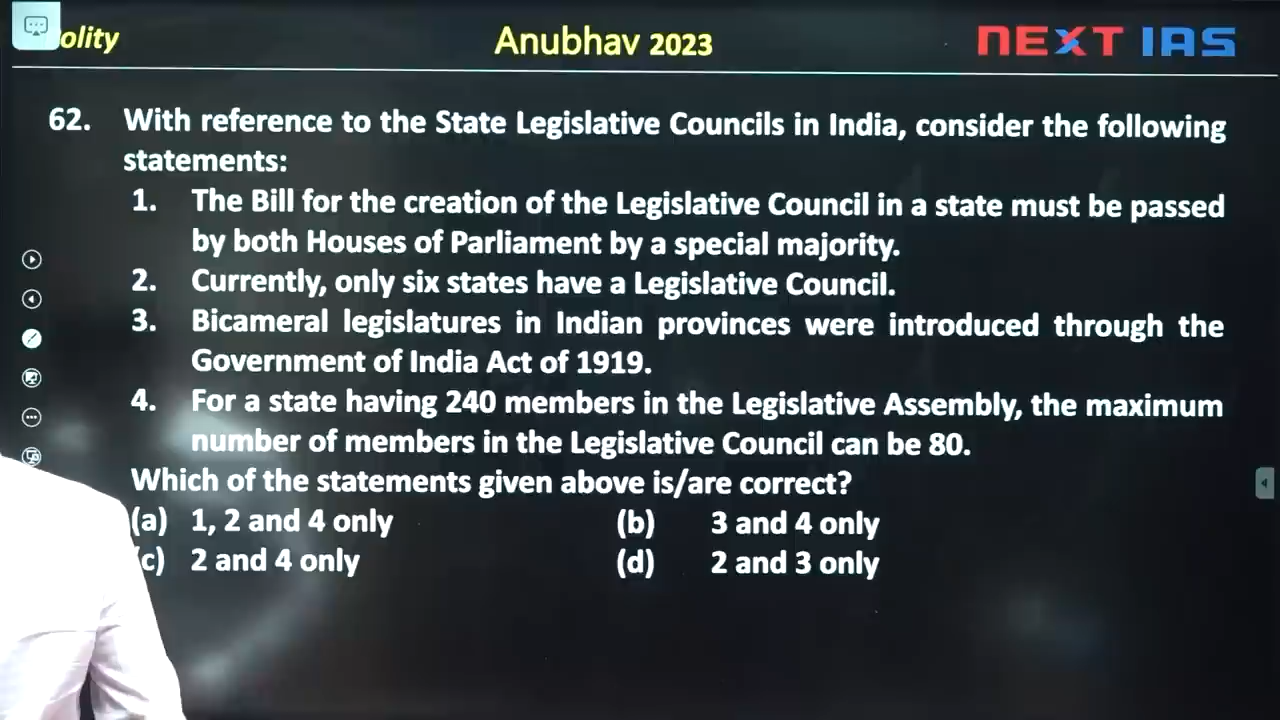 olity
Anubhav 2023
NEXT IAS
62. With reference to the State Legislative Councils in India, consider the following
statements:
1. The Bill for the creation of the Legislative Council in a state must be passed
by both Houses of Parliament by a special majority.
2. Currently, only six states have a Legislative Council.
3. Bicameral legislatures in Indian provinces were introduced through the
Government of India Act of 1919.
4. For a state having 240 members in the Legislative Assembly, the maximum
number of members in the Legislative Council can be 80.
Which of the statements given above is/are correct?
(a) 1, 2 and 4 only (b) 3 and 4 only
(c) 2 and 4 only (d) 2 and 3 only